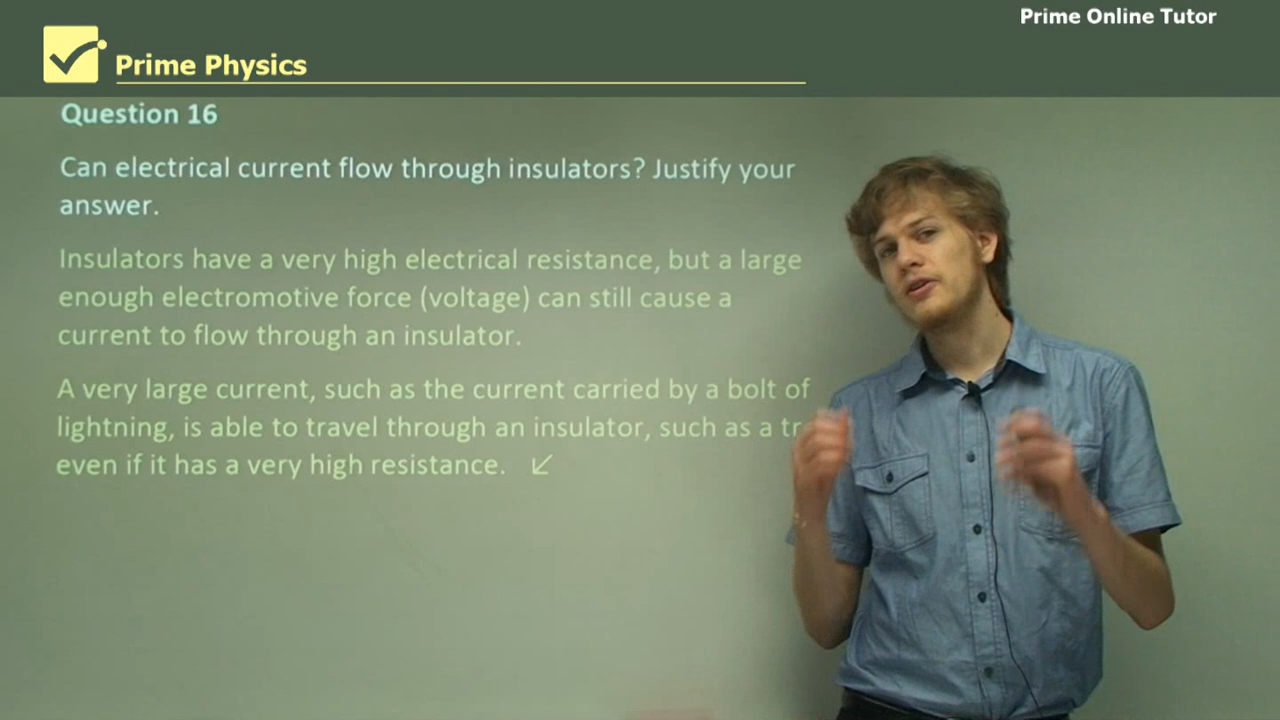 Prime Online Tutor
Prime Physics
Question 16
Can electrical current flow through insulators? Justify your
answer.
Insulators have a very high electrical resistance, but a large
enough electromotive force (voltage) can still cause a
current to flow through an insulator.
A very large current, such as the current carried by a bolt of
lightning, is able to travel through an insulator, such as a
even if it has a very high resistance.